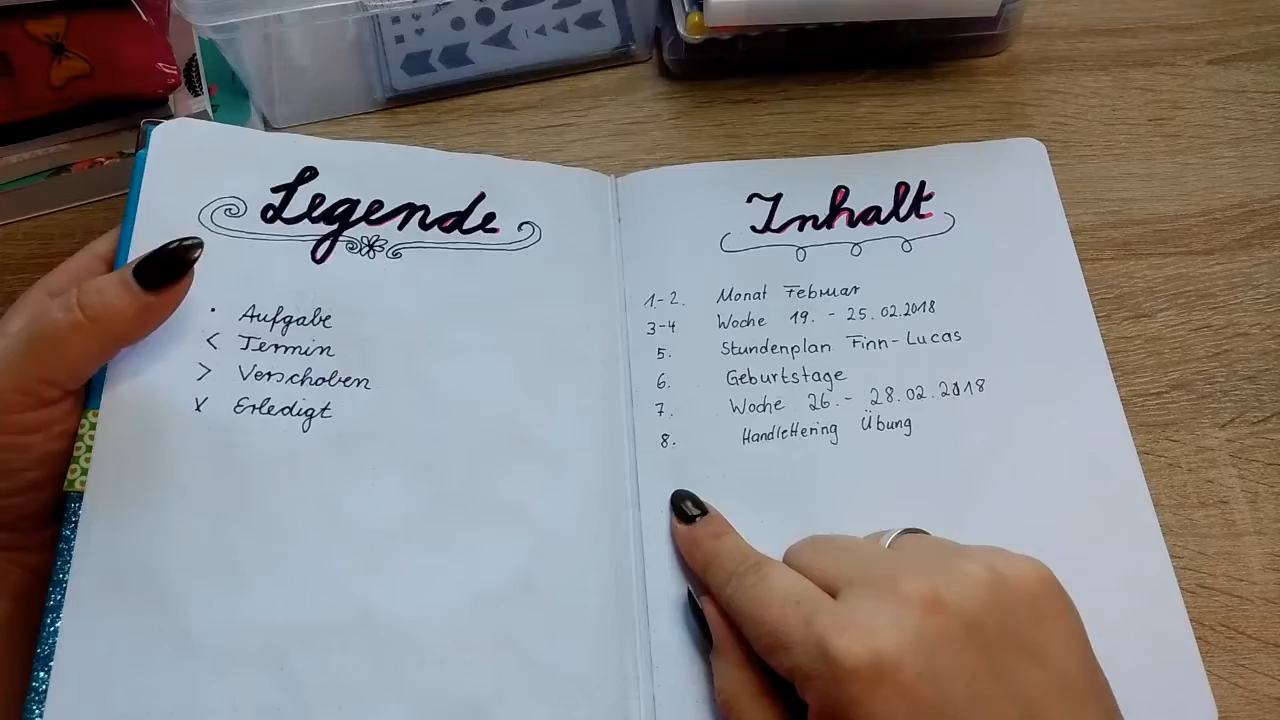 Legende
· Aufgabe
< Termin
> Verschoben
x Erledigt
Inhalt
1-2. Monat Februar
3-4 Woche 19. - 25.02.2018
5. Stundenplan Finn-Lucas
6. Geburtstage
7. Woche 26.- 28.02.2018
8. Handlettering Übung